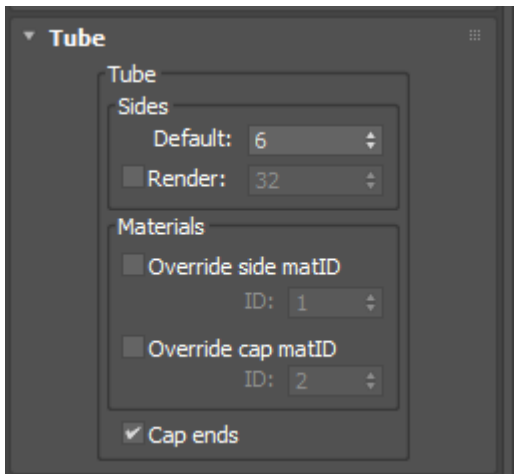 Tube
Tube
Sides
Default: 6
Render: 32
Materials
Override side matID
ID: 1
Override cap matID
ID: 2
Cap ends